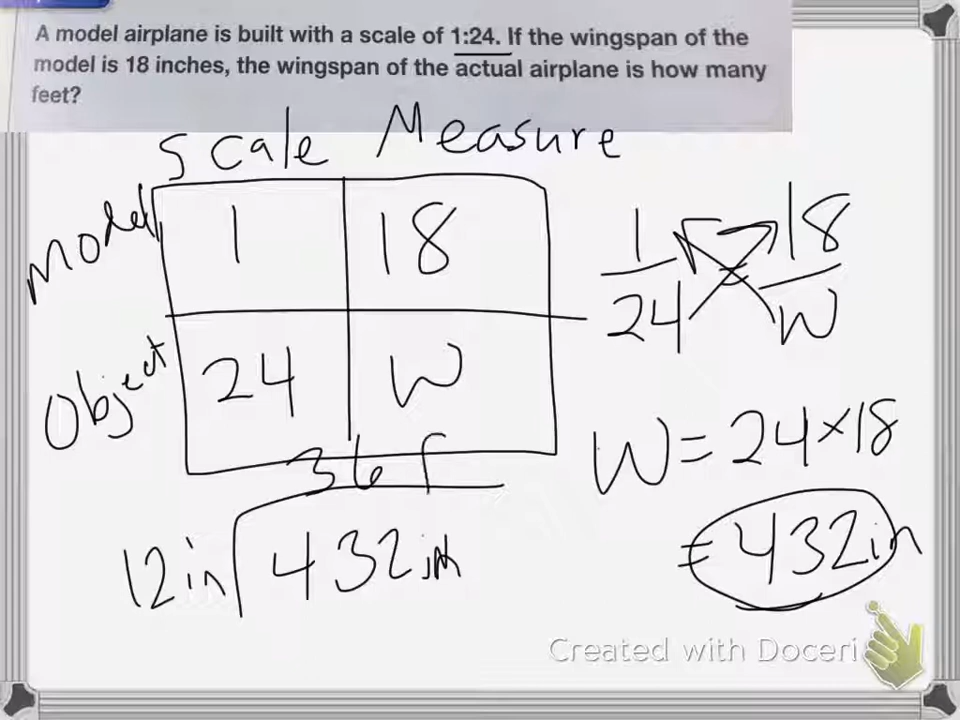 A model airplane is built with a scale of 1:24. If the wingspan of the
model is 18 inches, the wingspan of the actual airplane is how many
feet?
Scale Measure
Model 1 18
Object 24 W
1/24 = 18/W
W = 24 × 18
= 432in
36f
12in 432in
Created with Doceri